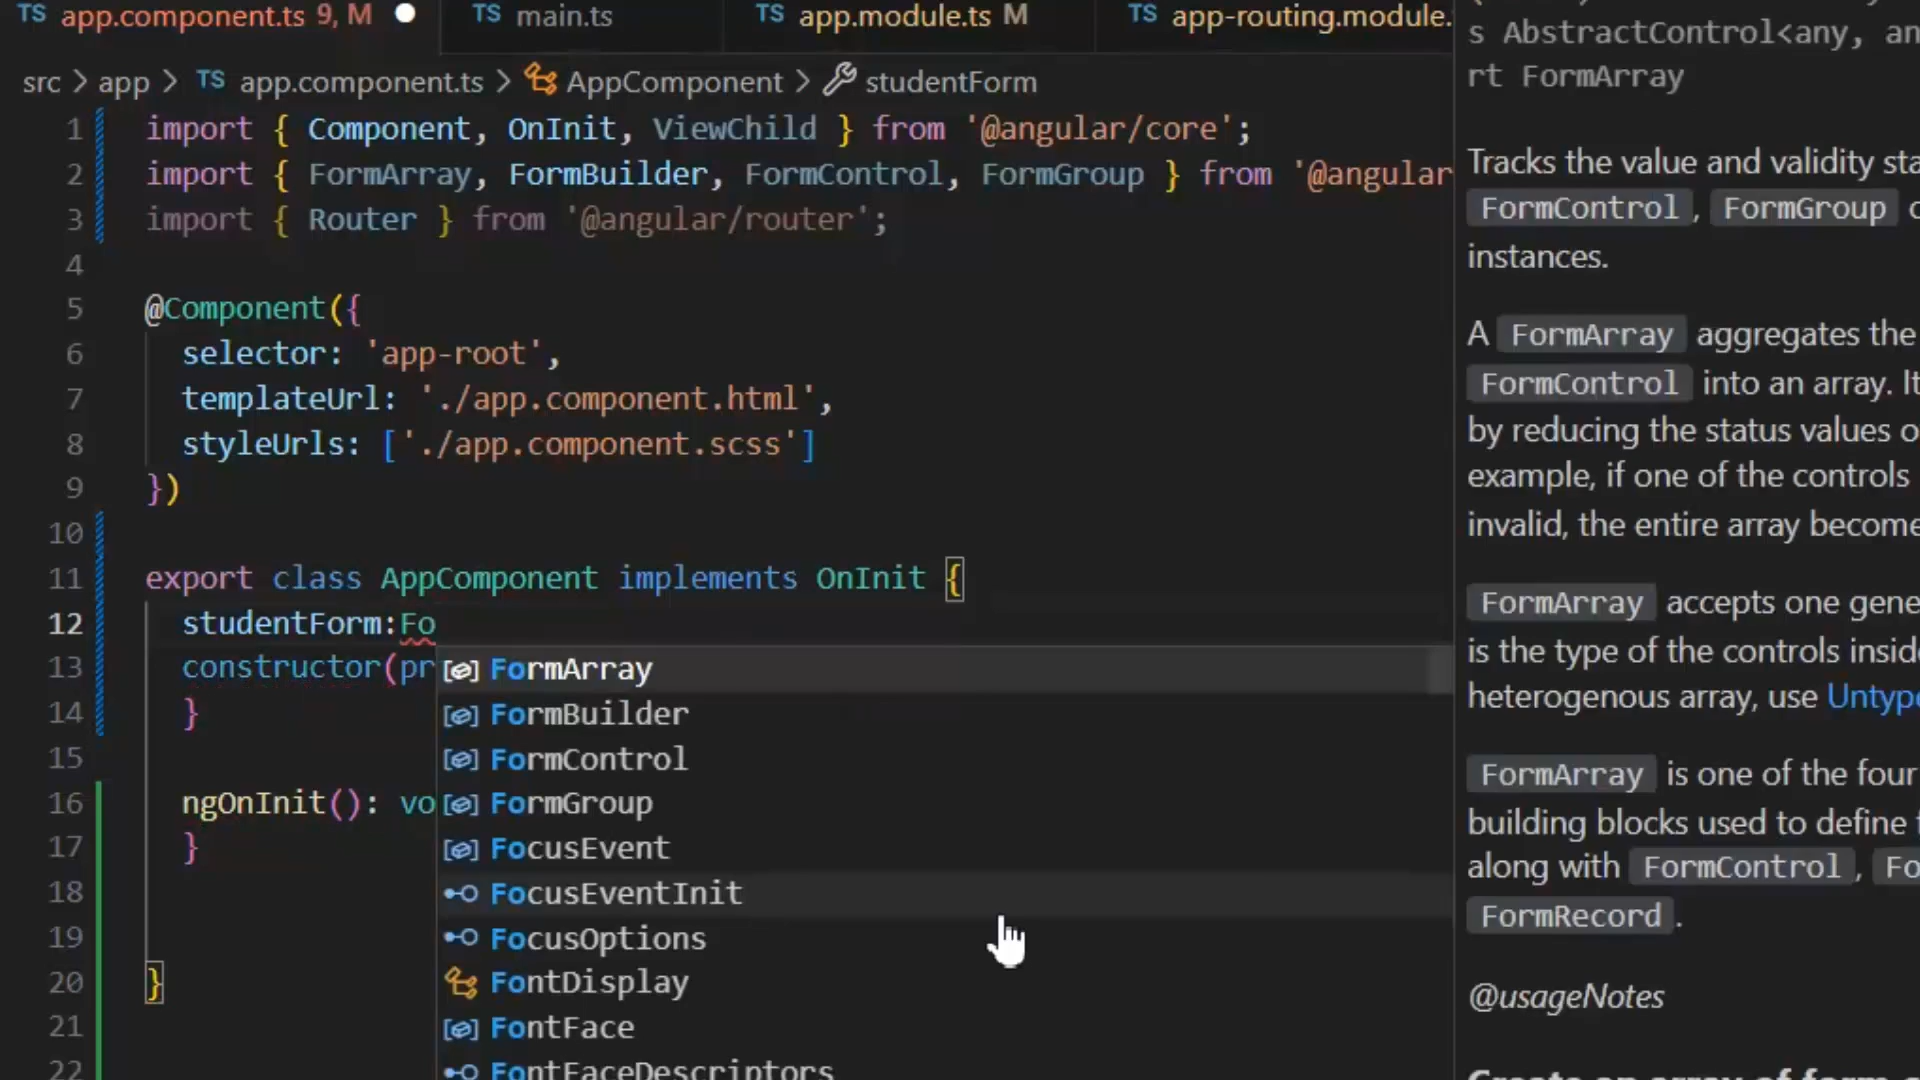 TS app.component.ts 9, M ● TS main.ts TS app.module.ts M TS app-routing.module.
src > app > TS app.component.ts > AppComponent > studentForm
1 import { Component, OnInit, ViewChild } from '@angular/core';
2 import { FormArray, FormBuilder, FormControl, FormGroup } from '@angular
3 import { Router } from '@angular/router';
4
5 @Component({
6 selector: 'app-root',
7 templateUrl: './app.component.html',
8 styleUrls: ['./app.component.scss']
9 })
10
11 export class AppComponent implements OnInit {
12 studentForm:Fo
13 constructor(pr
14 }
15
16 ngOnInit(): vo
17 }
18
19
20 }
21
22
FormArray
FormBuilder
FormControl
FormGroup
FocusEvent
FocusEventInit
FocusOptions
FontDisplay
FontFace
FontFaceDescriptors
s AbstractControl<any, an
rt FormArray
Tracks the value and validity sta
FormControl , FormGroup
instances.
A FormArray aggregates the
FormControl into an array. It
by reducing the status values o
example, if one of the controls
invalid, the entire array become
FormArray accepts one gene
is the type of the controls insid
heterogenous array, use Untype
FormArray is one of the four
building blocks used to define f
along with FormControl , Fo
FormRecord .
@usageNotes
Create an array of form